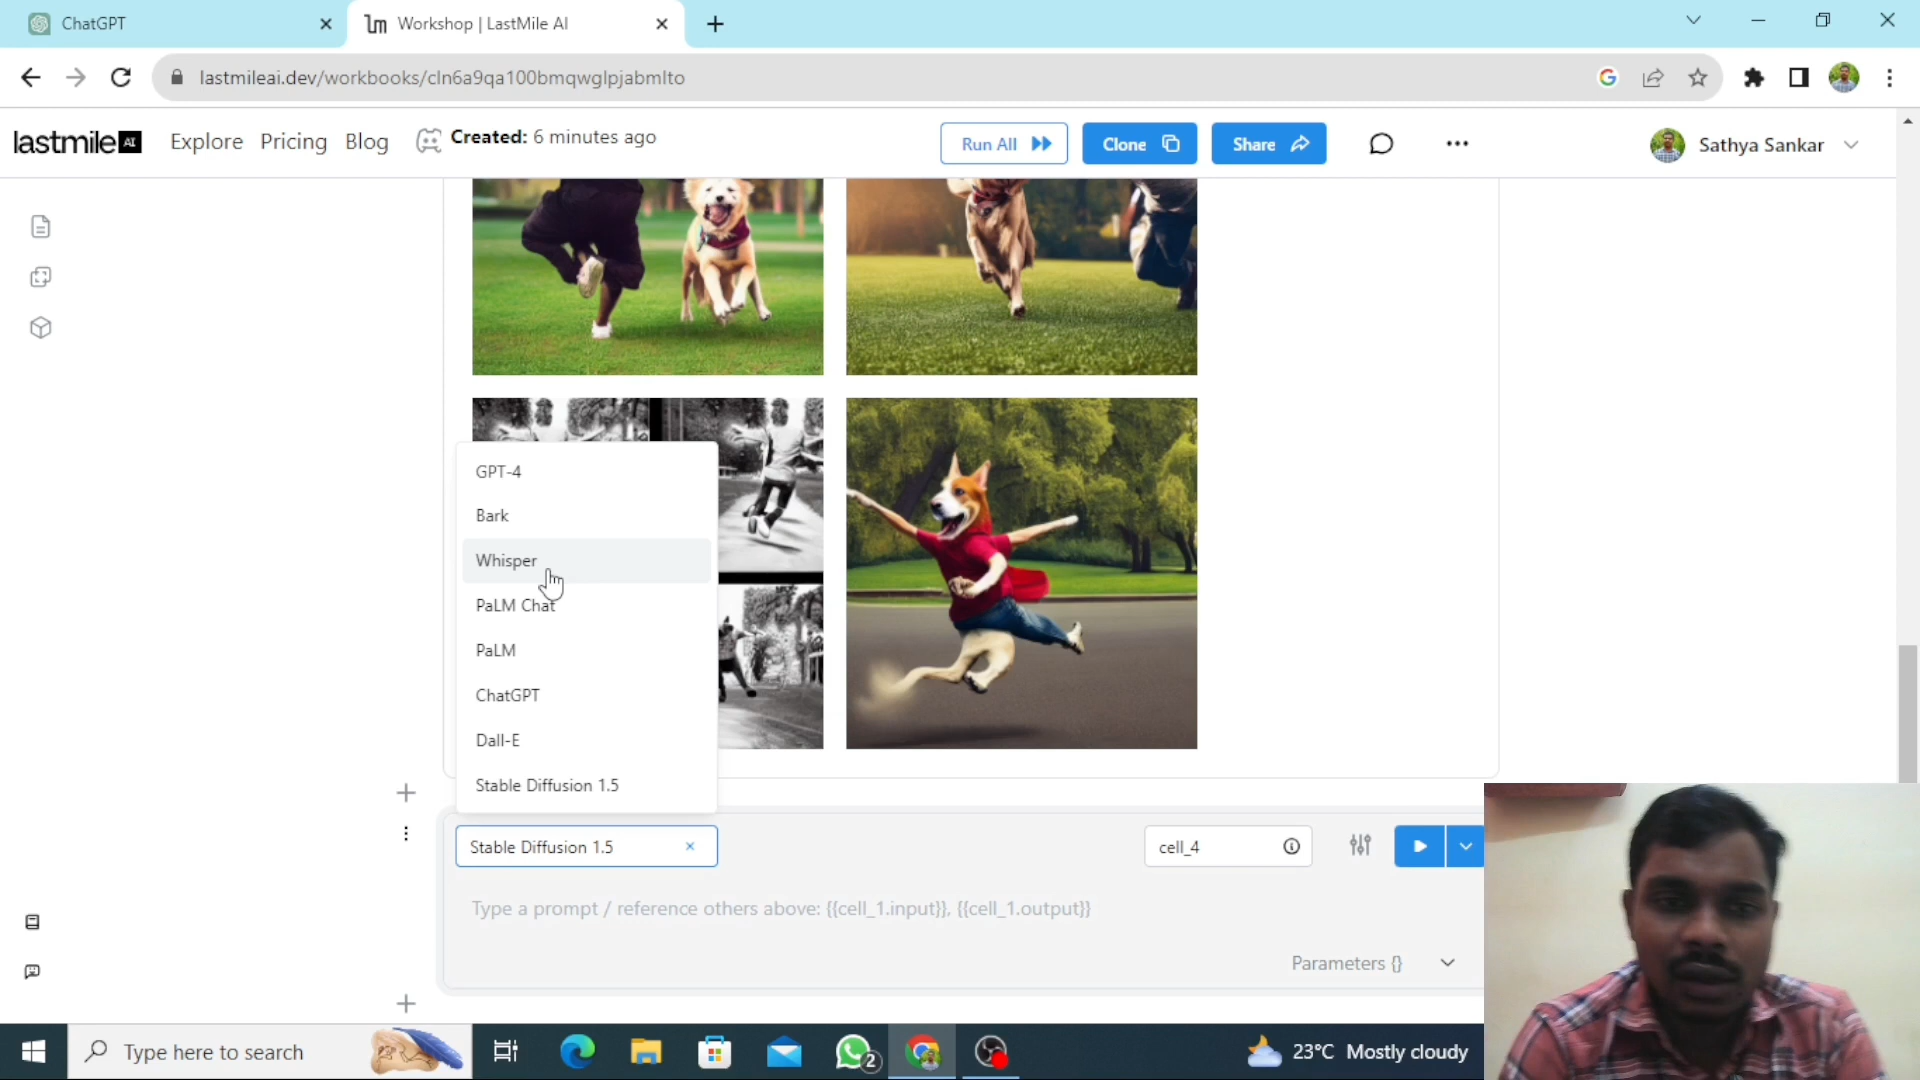 ChatGPT
Workshop | LastMile AI
lastmileai.dev/workbooks/cln6a9qa100bmqwglpjabmlto
lastmile AI
Explore
Pricing
Blog
Created: 6 minutes ago
Run All
Clone
Share
Sathya Sankar
GPT-4
Bark
Whisper
PaLM Chat
PaLM
ChatGPT
Dall-E
Stable Diffusion 1.5
Stable Diffusion 1.5
cell_4
Type a prompt / reference others above: {{cell_1.input}}, {{cell_1.output}}
Parameters {}
Type here to search
2
23°C Mostly cloudy